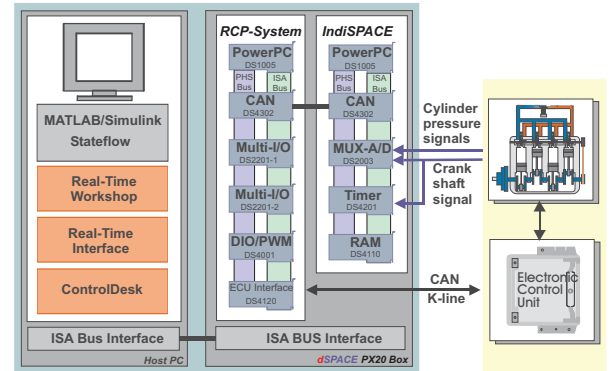 MATLAB/Simulink
Stateflow
Real-Time
Workshop
Real-Time
Interface
ControlDesk
ISA Bus Interface
Host PC
RCP-System
PowerPC
DS1005
PHS
Bus
ISA
Bus
CAN
DS4302
Multi-I/O
DS2201-1
Multi-I/O
DS2201-2
DIO/PWM
DS4001
ECU Interface
DS4120
IndiSPACE
PowerPC
DS1005
PHS
Bus
ISA
Bus
CAN
DS4302
MUX-A/D
DS2003
Timer
DS4201
RAM
DS4110
ISA BUS Interface
dSPACE PX20 Box
Cylinder
pressure
signals
Crank
shaft
signal
CAN
K-line
Electronic
Control
Unit